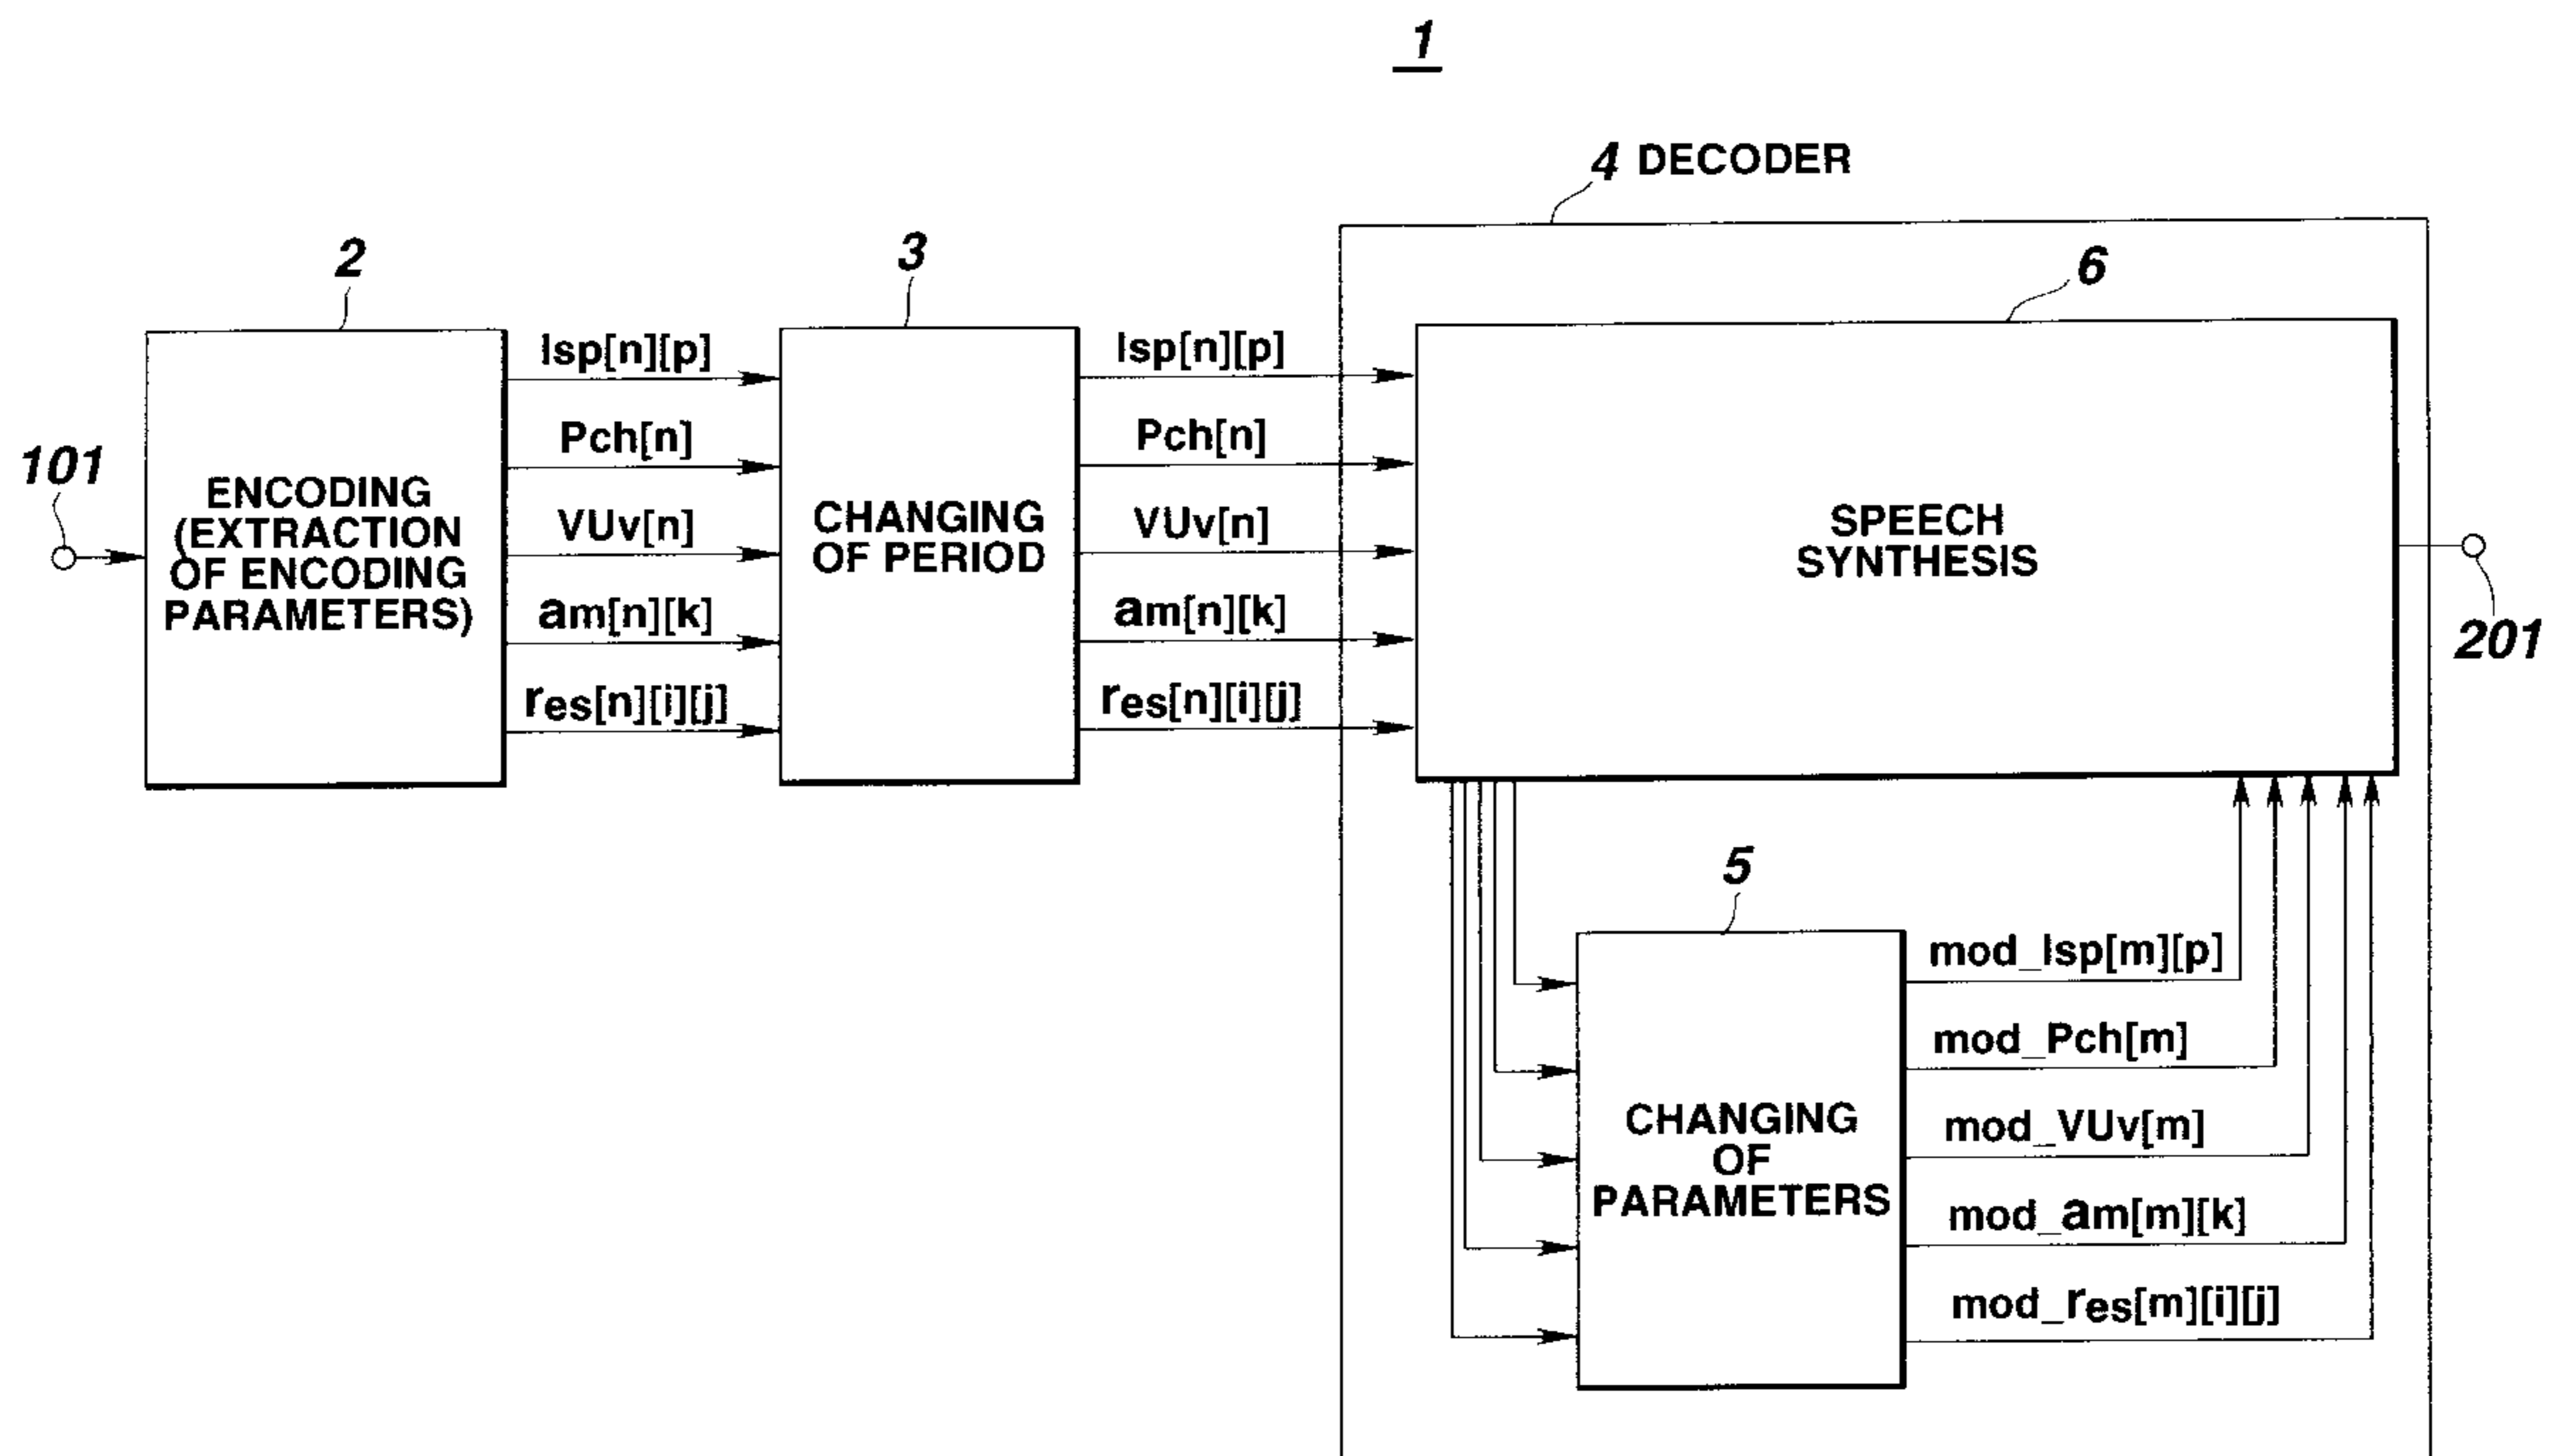 1
4 DECODER
2
3
6
lsp[n][p]
Pch[n]
VUv[n]
am[n][k]
res[n][i][j]
lsp[n][p]
Pch[n]
VUv[n]
am[n][k]
res[n][i][j]
101
ENCODING
(EXTRACTION
OF ENCODING
PARAMETERS)
CHANGING
OF PERIOD
SPEECH
SYNTHESIS
201
5
CHANGING
OF
PARAMETERS
mod_lsp[m][p]
mod_Pch[m]
mod_VUv[m]
mod_am[m][k]
mod_res[m][i][j]